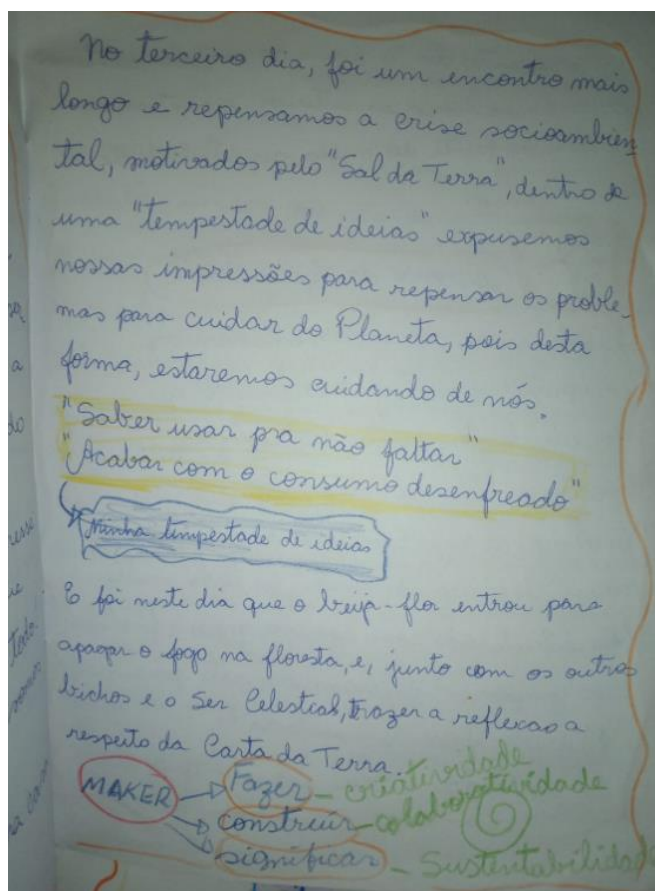 No terceiro dia, foi um encontro mais
longo e repensamos a crise socioambien
tal, motivados pelo "Sal da Terra", dentro de
uma "tempestade de ideias" expusemos
nossas impressões para repensar os proble_
mas para cuidar do Planeta, pois desta
forma, estaremos cuidando de nós.
"Saber usar pra não faltar"
"Acabar com o consumo desenfreado"
Minha tempestade de ideias
E foi neste dia que o beija-flor entrou para
apagar o fogo na floresta, e, junto com os outros
bichos e o Ser Celestial, trazer a reflexao a
respeito da Carta da Terra.
MAKER Fazer - criatividade
construir - colaboratividade
significar - Sustentabilidade